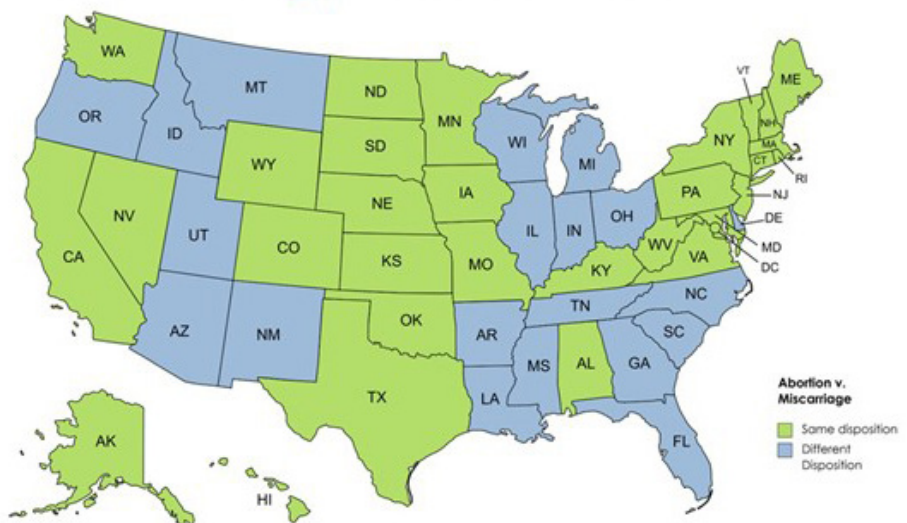 WA
MT
ND
OR
ID
MN
WI
MI
VT
ME
NH
NY
MA
CT
RI
SD
WY
IA
PA
NJ
NE
NV
UT
CO
IL
IN
OH
DE
MD
DC
WV
VA
CA
KS
MO
KY
AZ
NM
OK
AR
TN
NC
SC
MS
AL
GA
TX
LA
FL
AK
HI
Abortion v.
Miscarriage
Same disposition
Different
Disposition